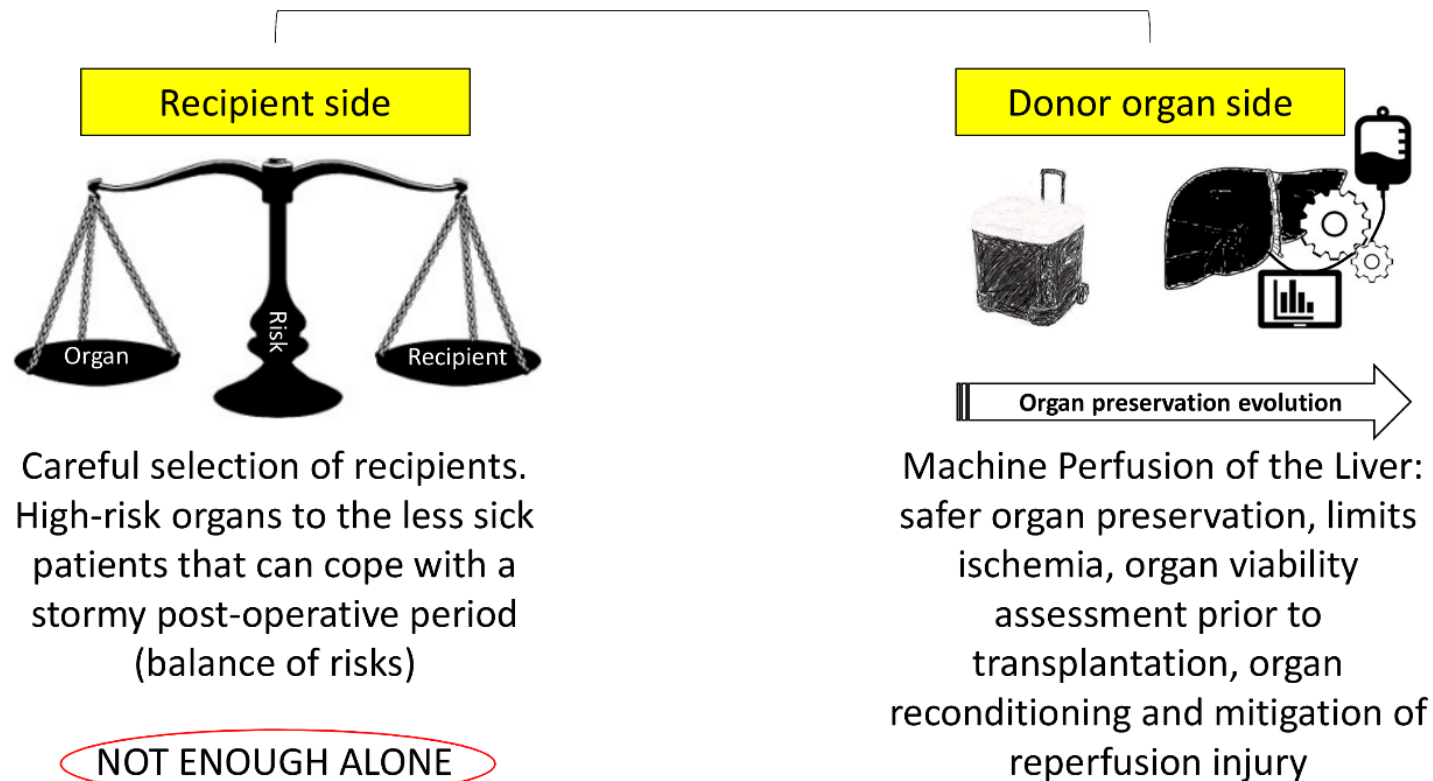 Recipient side
Organ
Risk
Recipient
Careful selection of recipients.
High-risk organs to the less sick
patients that can cope with a
stormy post-operative period
(balance of risks)
NOT ENOUGH ALONE
Donor organ side
Organ preservation evolution
Machine Perfusion of the Liver:
safer organ preservation, limits
ischemia, organ viability
assessment prior to
transplantation, organ
reconditioning and mitigation of
reperfusion injury